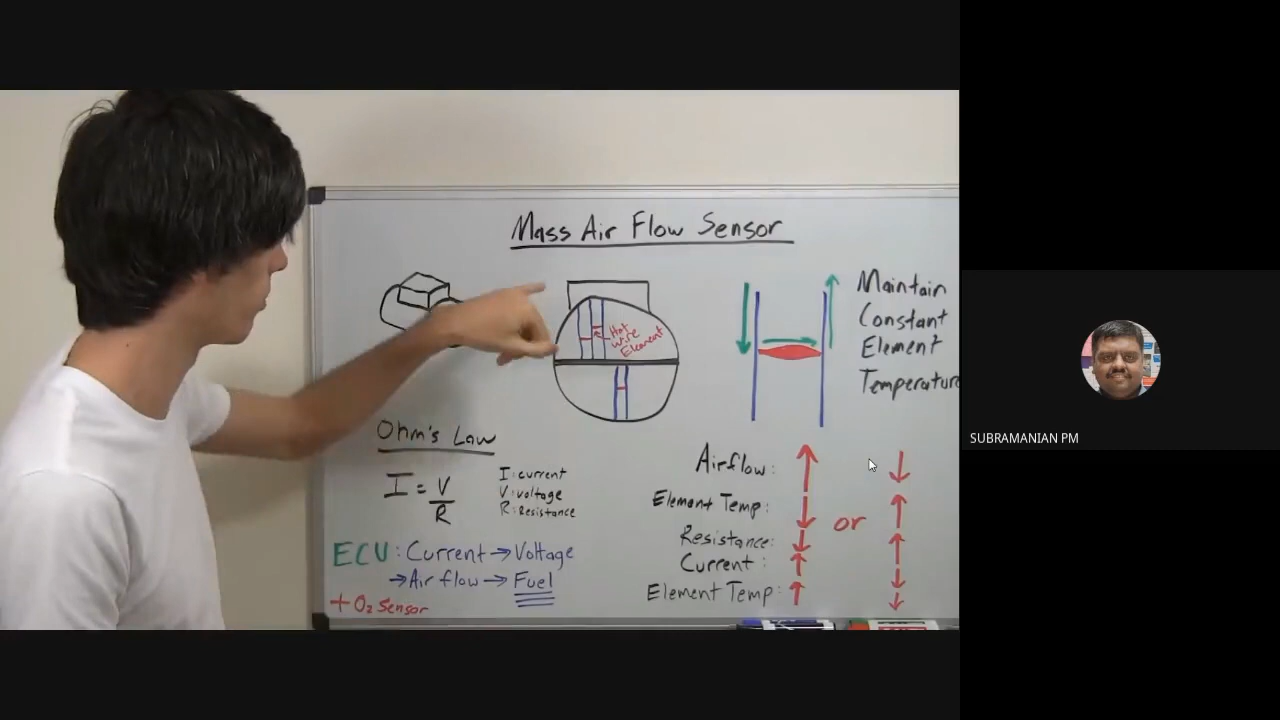 Mass Air Flow Sensor
Hot
wire
Element
Maintain
Constant
Element
Temperature
Ohm's Law
I = V
R
I: current
V: voltage
R: Resistance
ECU: Current → Voltage
→ Air flow → Fuel
+ O₂ Sensor
Airflow: ↑ ↓
Element Temp: ↓ or ↑
Resistance: ↓ ↑
Current: ↑ ↓
Element Temp: ↑ ↓
SUBRAMANIAN PM